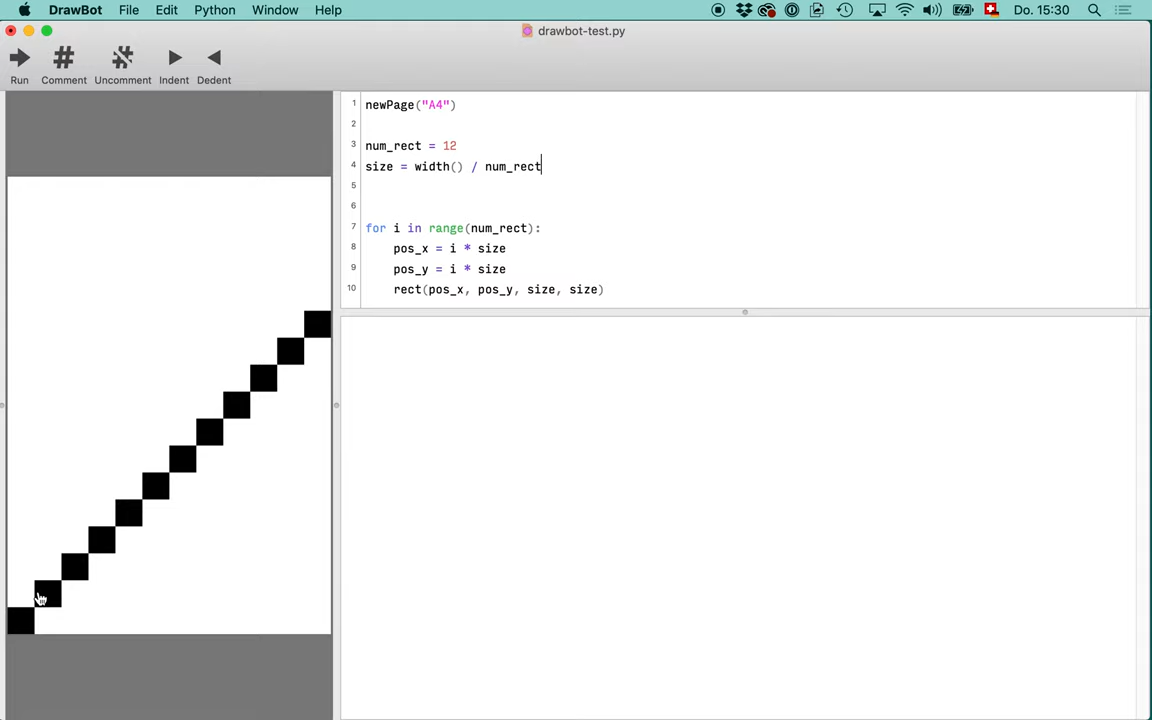 DrawBot File Edit Python Window Help Do. 15:30
drawbot-test.py
Run Comment Uncomment Indent Dedent
1 newPage("A4")
2
3 num_rect = 12
4 size = width() / num_rect
5
6
7 for i in range(num_rect):
8 pos_x = i * size
9 pos_y = i * size
10 rect(pos_x, pos_y, size, size)